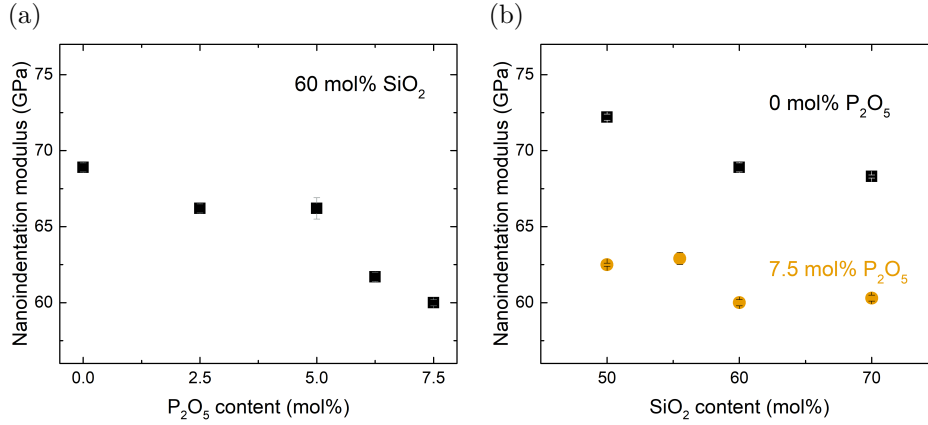 (a)
(b)
Nanoindentation modulus (GPa)
75
70
65
60
60 mol% SiO₂
0.0 2.5 5.0 7.5
P₂O₅ content (mol%)
Nanoindentation modulus (GPa)
75
70
65
60
0 mol% P₂O₅
7.5 mol% P₂O₅
50 60 70
SiO₂ content (mol%)